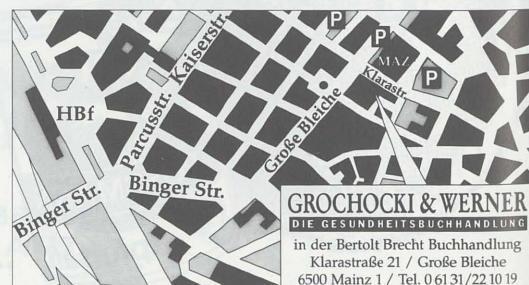 P
P
MAZ
P
Klarastr.
Kaiserstr.
Parcusstr.
HBf
Große Bleiche
Binger Str.
Binger Str.
GROCHOCKI & WERNER
DIE GESUNDHEITSBUCHHANDLUNG
in der Bertolt Brecht Buchhandlung
Klarastraße 21 / Große Bleiche
6500 Mainz 1 / Tel. 0 61 31/22 10 19